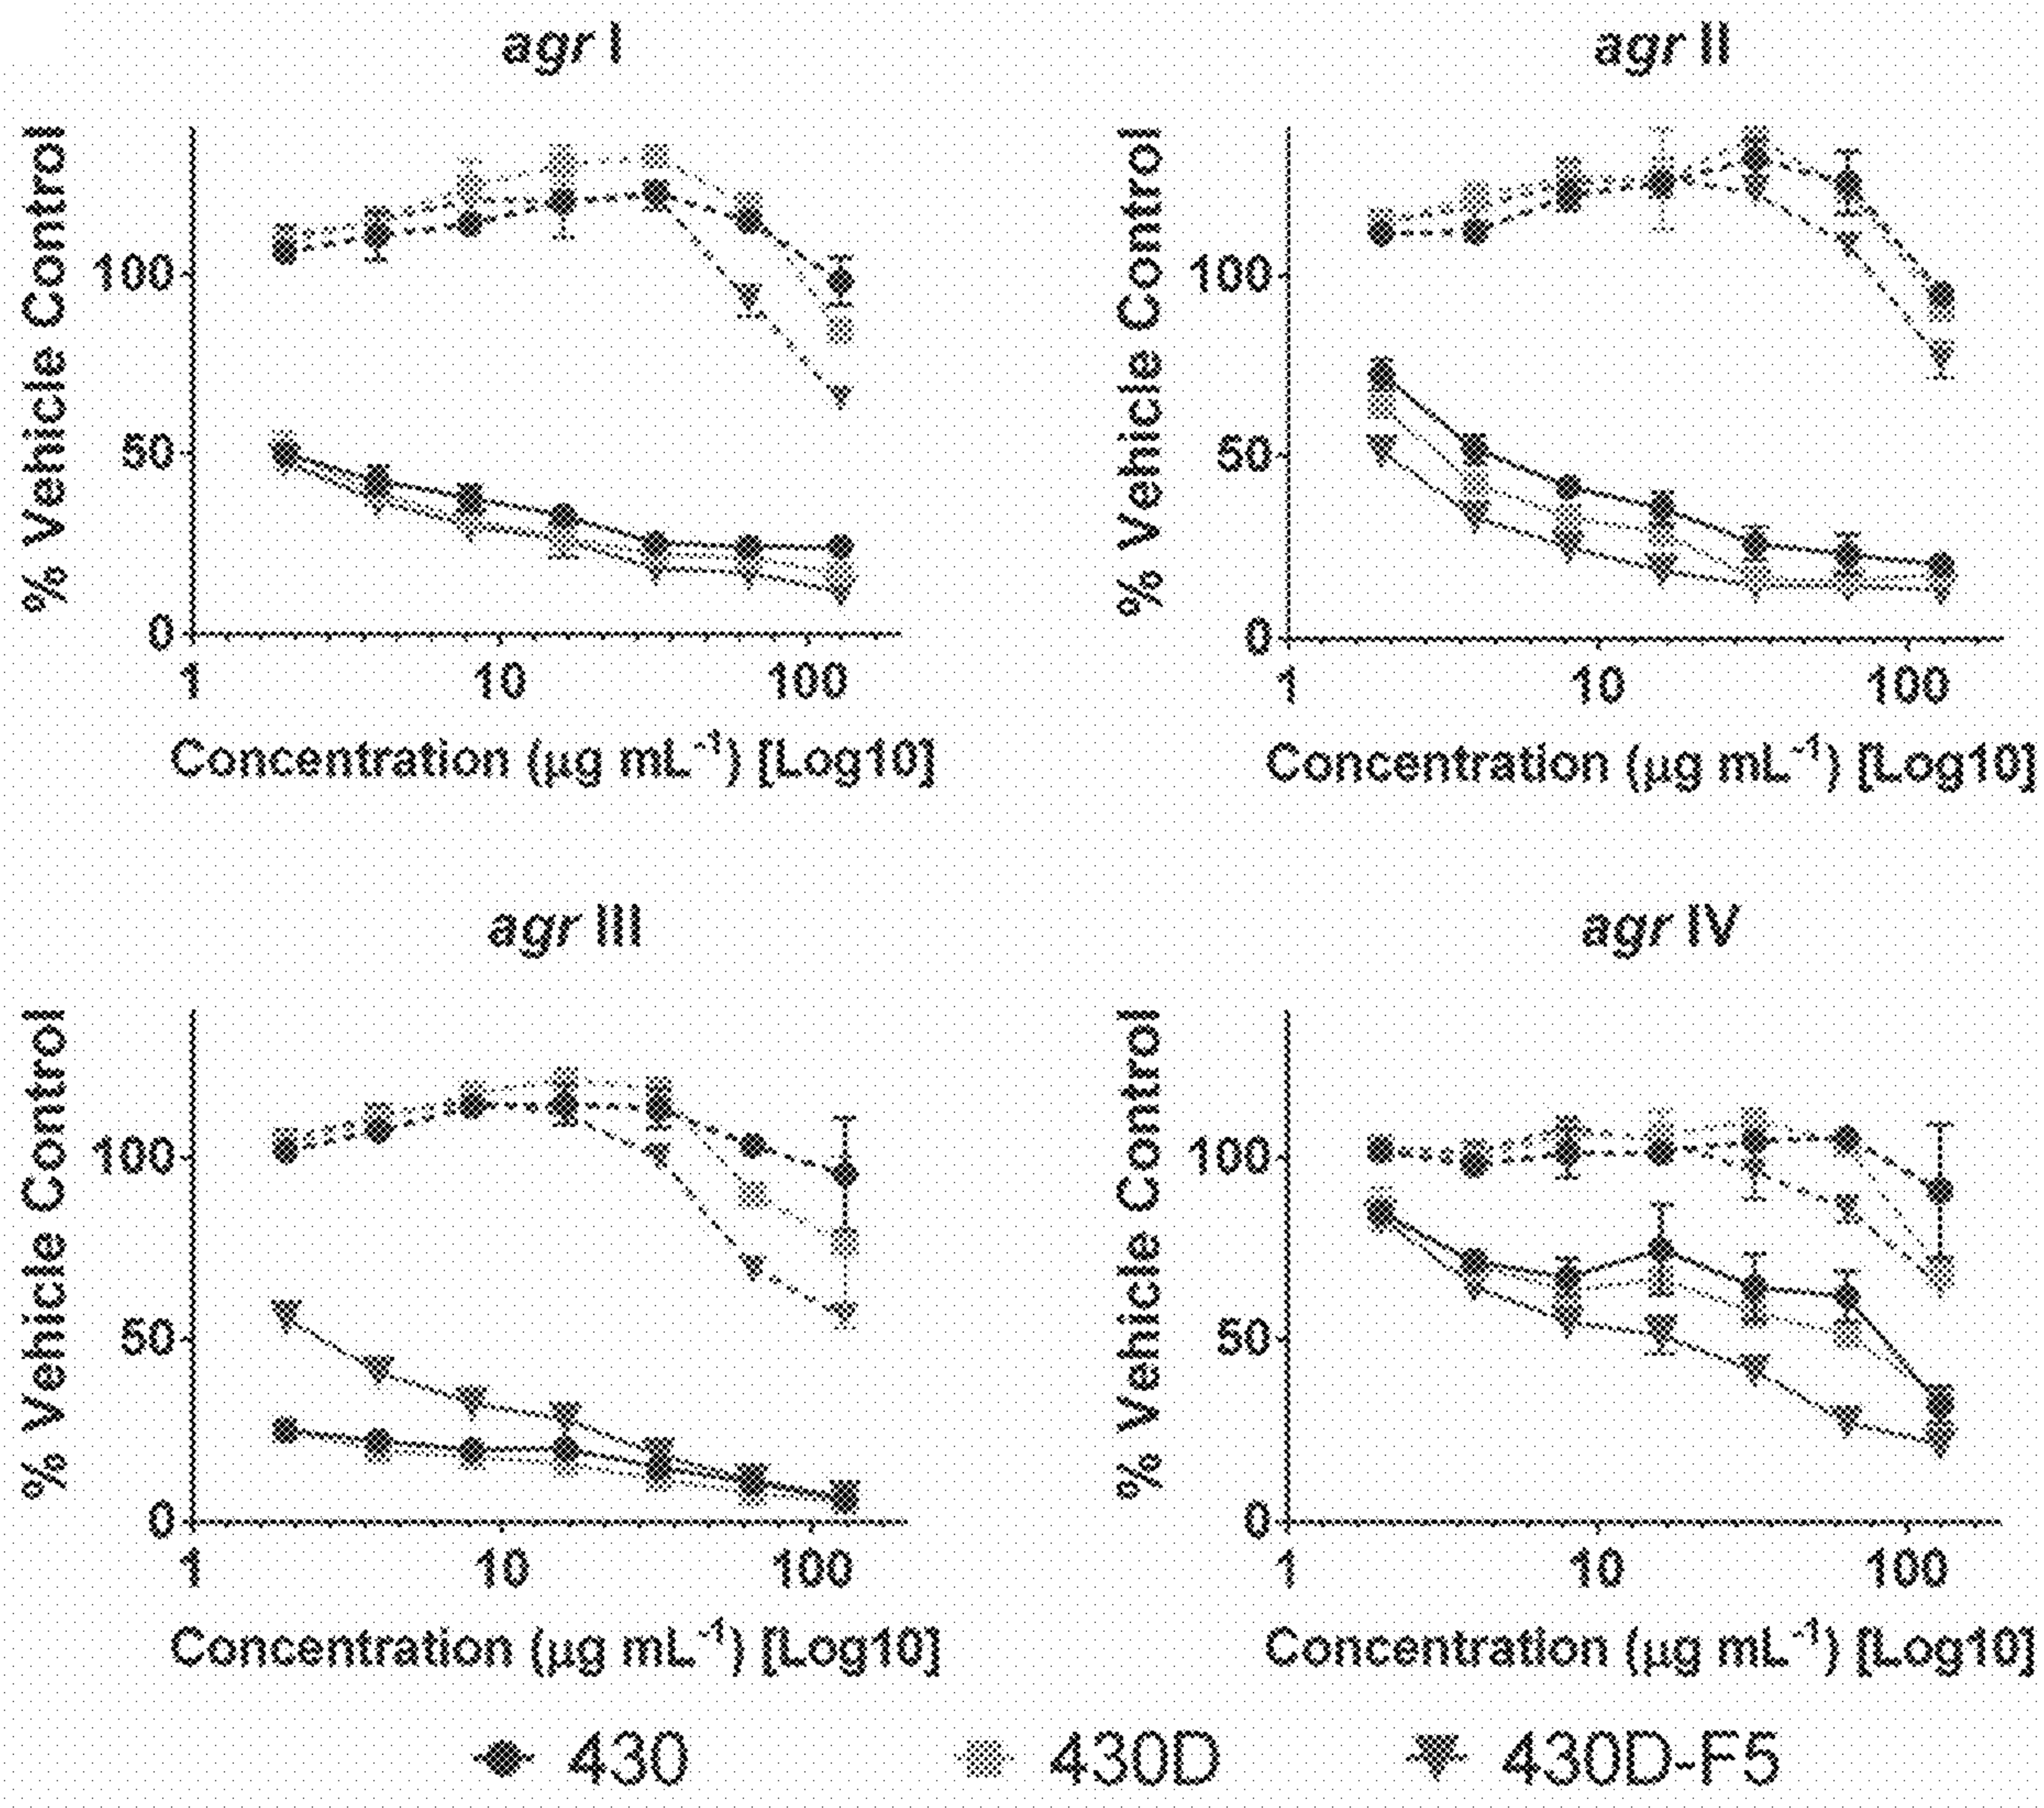 agr I
% Vehicle Control
100
50
0
1 10 100
Concentration (µg mL⁻¹) [Log10]
agr II
% Vehicle Control
100
50
0
1 10 100
Concentration (µg mL⁻¹) [Log10]
agr III
% Vehicle Control
100
50
0
1 10 100
Concentration (µg mL⁻¹) [Log10]
agr IV
% Vehicle Control
100
50
0
1 10 100
Concentration (µg mL⁻¹) [Log10]
430 430D 430D-F5